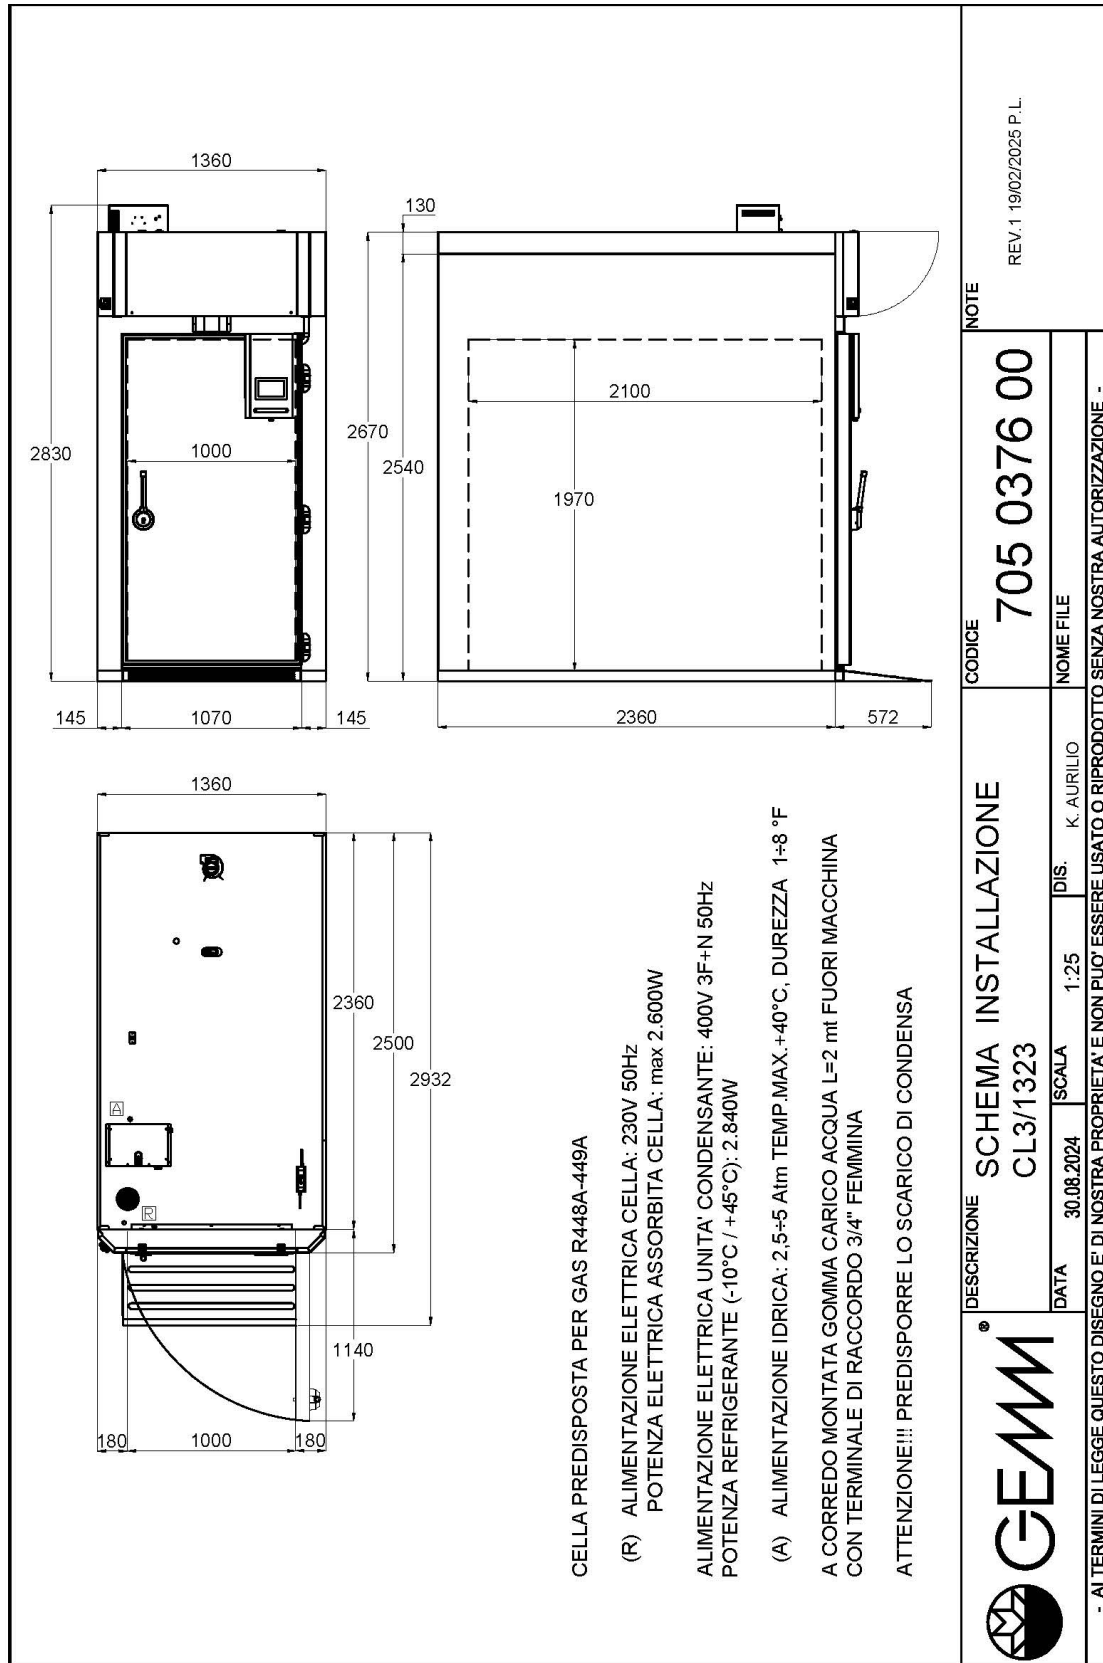 1360
130
2830
2670
2540
1000
2100
1970
145
1070
145
2360
572
1360
2360
2500
2932
1140
180
1000
180
A
R
CELLA PREDISPOSTA PER GAS R448A-449A
(R) ALIMENTAZIONE ELETTRICA CELLA: 230V 50Hz
POTENZA ELETTRICA ASSORBITA CELLA: max 2.600W
ALIMENTAZIONE ELETTRICA UNITA' CONDENSANTE: 400V 3F+N 50Hz
POTENZA REFRIGERANTE (-10°C / +45°C): 2.840W
(A) ALIMENTAZIONE IDRICA: 2,5÷5 Atm TEMP.MAX.+40°C, DUREZZA 1÷8 °F
A CORREDO MONTATA GOMMA CARICO ACQUA L=2 mt FUORI MACCHINA
CON TERMINALE DI RACCORDO 3/4" FEMMINA
ATTENZIONE!!! PREDISPORRE LO SCARICO DI CONDENSA
GEMM ®
DESCRIZIONE
SCHEMA INSTALLAZIONE
CL3/1323
CODICE
705 0376 00
NOTE
REV.1 19/02/2025 P.L.
DATA
30.08.2024
SCALA
1:25
DIS.
K. AURILIO
NOME FILE
- AI TERMINI DI LEGGE QUESTO DISEGNO E' DI NOSTRA PROPRIETA' E NON PUO' ESSERE USATO O RIPRODOTTO SENZA NOSTRA AUTORIZZAZIONE -